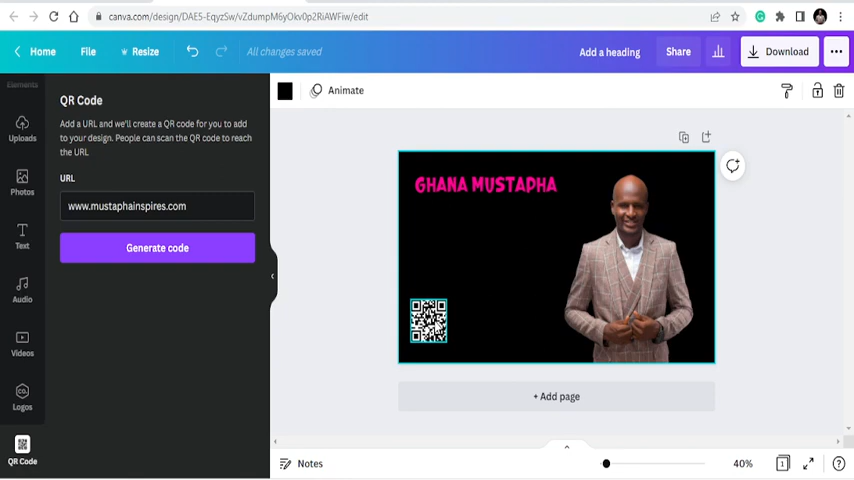 canva.com/design/DAE5-EqyzSw/vZdumpM6yOkv0p2RiAWFiw/edit
Home File Resize All changes saved Add a heading Share Download
Elements
Uploads
Photos
Text
Audio
Videos
CO.
Logos
QR Code
QR Code
Add a URL and we'll create a QR code for you to add
to your design. People can scan the QR code to reach
the URL
URL
www.mustaphainspires.com
Generate code
Animate
GHANA MUSTAPHA
+ Add page
Notes
40%
1